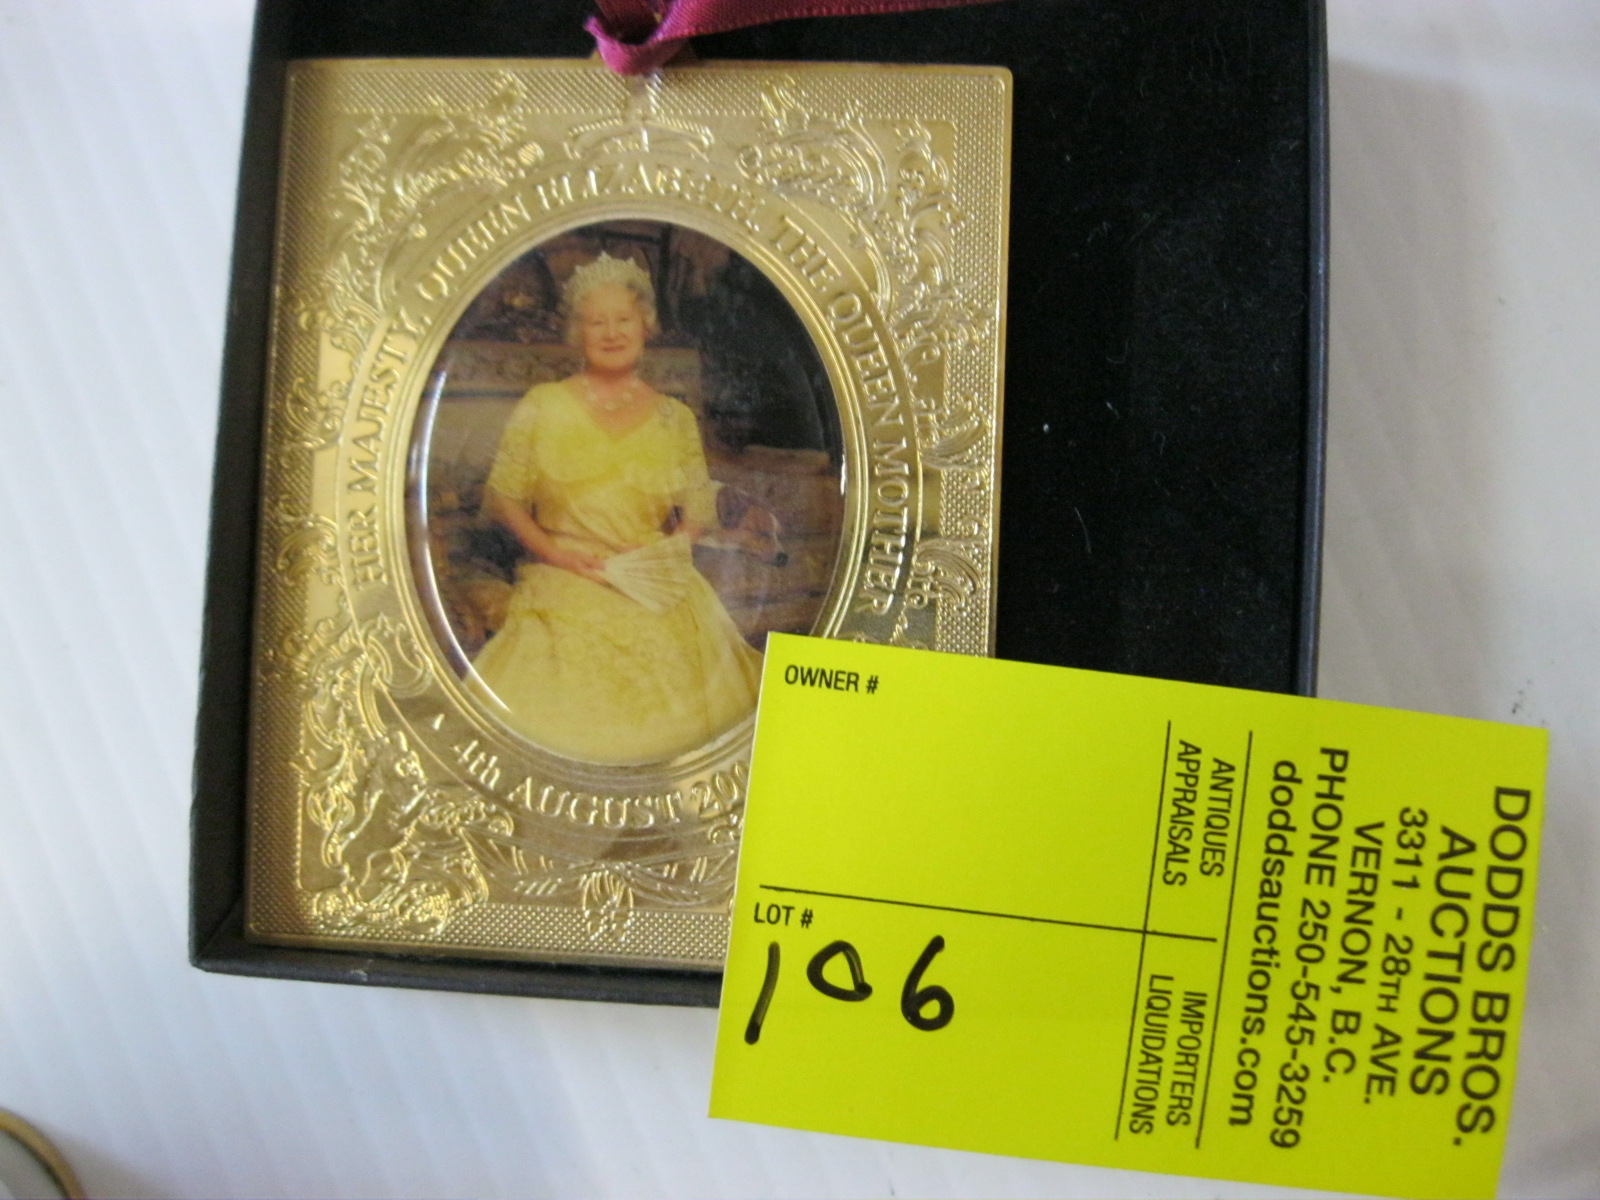 HER MAJESTY, QUEEN ELIZABETH, THE QUEEN MOTHER
4th AUGUST 200
OWNER #
LOT #
106
ANTIQUES
APPRAISALS
IMPORTERS
LIQUIDATIONS
DODDS BROS.
AUCTIONS
3311 - 28TH AVE.
VERNON, B.C.
PHONE 250-545-3259
doddsauctions.com